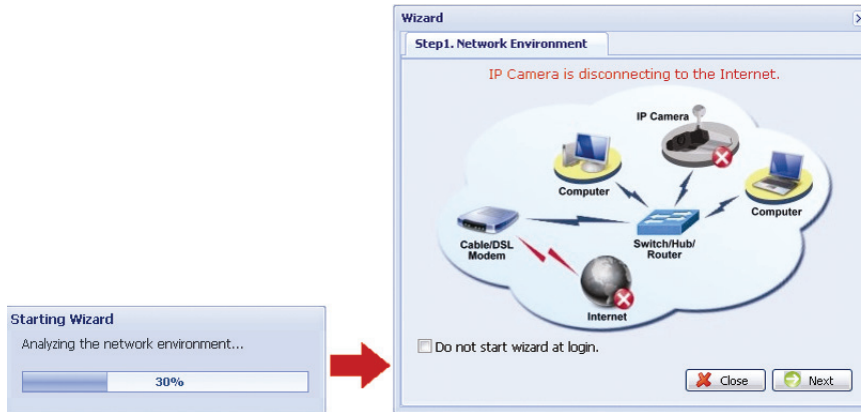 Starting Wizard
Analyzing the network environment...
30%
Wizard
Step1. Network Environment
IP Camera is disconnecting to the Internet.
IP Camera
Computer
Computer
Cable/DSL
Modem
Switch/Hub/
Router
Internet
Do not start wizard at login.
Close
Next